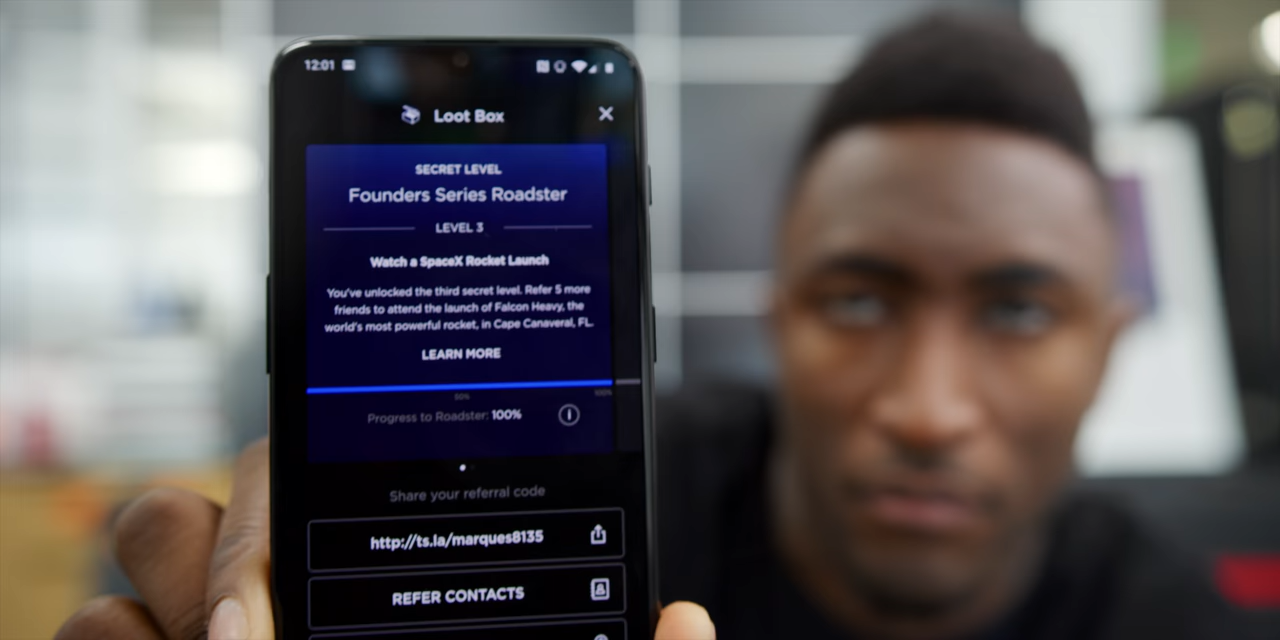 12:01
Loot Box
SECRET LEVEL
Founders Series Roadster
LEVEL 3
Watch a SpaceX Rocket Launch
You've unlocked the third secret level. Refer 5 more
friends to attend the launch of Falcon Heavy, the
world's most powerful rocket, in Cape Canaveral, FL.
LEARN MORE
50% 100%
Progress to Roadster: 100%
Share your referral code
http://ts.la/marques8135
REFER CONTACTS